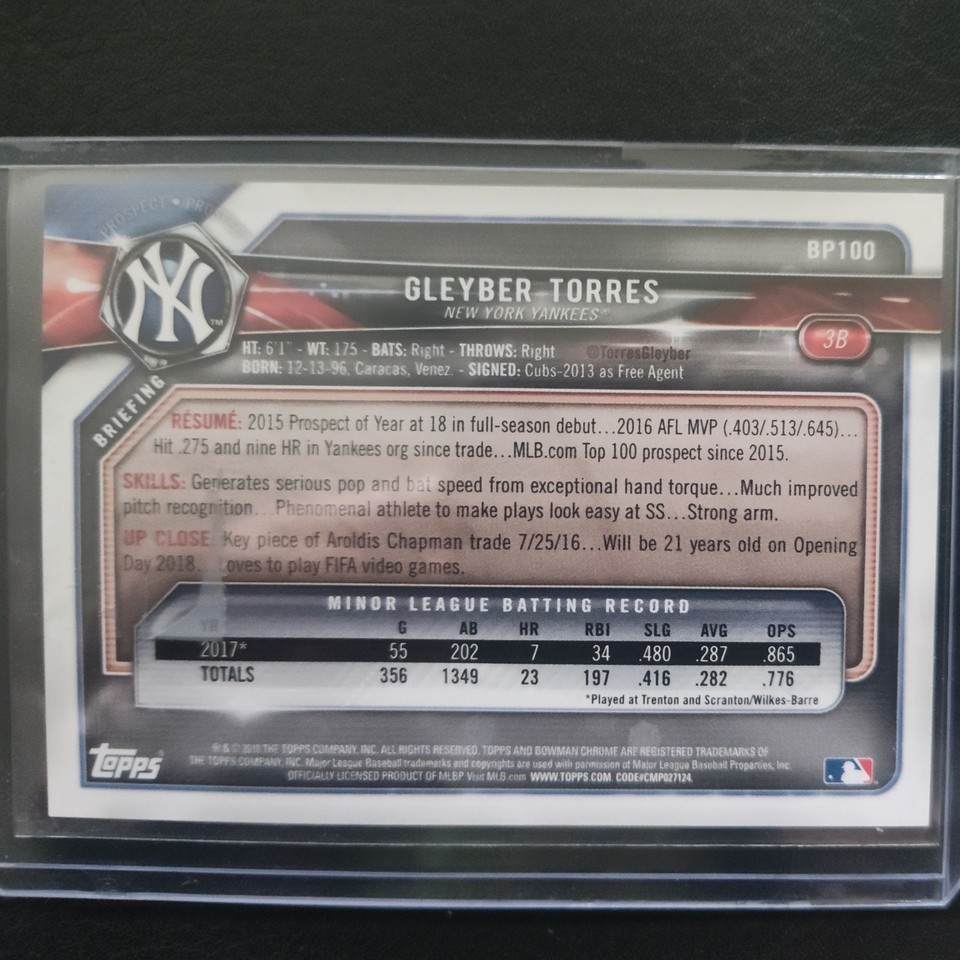 PROSPECT • PRO
BP100
NY
TM
GLEYBER TORRES
NEW YORK YANKEES®
3B
HT: 6'1" - WT: 175 - BATS: Right - THROWS: Right @TorresGleyber
BORN: 12-13-96, Caracas, Venez. - SIGNED: Cubs-2013 as Free Agent
BRIEFING
RÉSUMÉ: 2015 Prospect of Year at 18 in full-season debut...2016 AFL MVP (.403/.513/.645)...
Hit .275 and nine HR in Yankees org since trade...MLB.com Top 100 prospect since 2015.
SKILLS: Generates serious pop and bat speed from exceptional hand torque...Much improved
pitch recognition...Phenomenal athlete to make plays look easy at SS...Strong arm.
UP CLOSE: Key piece of Aroldis Chapman trade 7/25/16...Will be 21 years old on Opening
Day 2018...Loves to play FIFA video games.
MINOR LEAGUE BATTING RECORD
YR G AB HR RBI SLG AVG OPS
2017* 55 202 7 34 .480 .287 .865
TOTALS 356 1349 23 197 .416 .282 .776
*Played at Trenton and Scranton/Wilkes-Barre
topps®
® & © 2018 THE TOPPS COMPANY, INC. ALL RIGHTS RESERVED. TOPPS AND BOWMAN CHROME ARE REGISTERED TRADEMARKS OF
THE TOPPS COMPANY, INC. Major League Baseball trademarks and copyrights are used with permission of Major League Baseball Properties, Inc.
OFFICIALLY LICENSED PRODUCT OF MLBP Visit MLB.com WWW.TOPPS.COM. CODE#CMP027124.